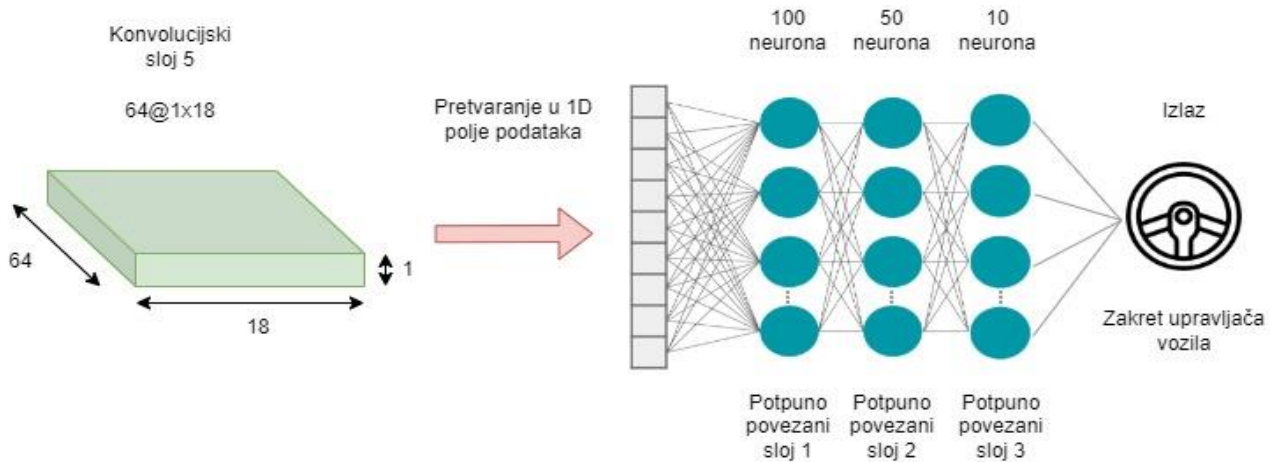 Konvolucijski
sloj 5
64@1x18
64
18
1
Pretvaranje u 1D
polje podataka
100
neurona
50
neurona
10
neurona
Potpuno
povezani
sloj 1
Potpuno
povezani
sloj 2
Potpuno
povezani
sloj 3
Izlaz
Zakret upravljača
vozila